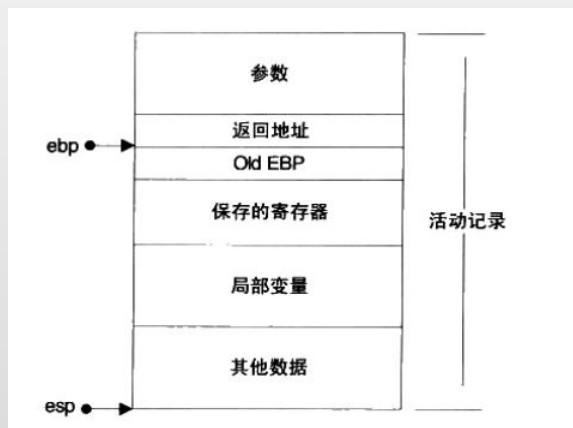 参数
返回地址
ebp
Old EBP
保存的寄存器
活动记录
局部变量
其他数据
esp